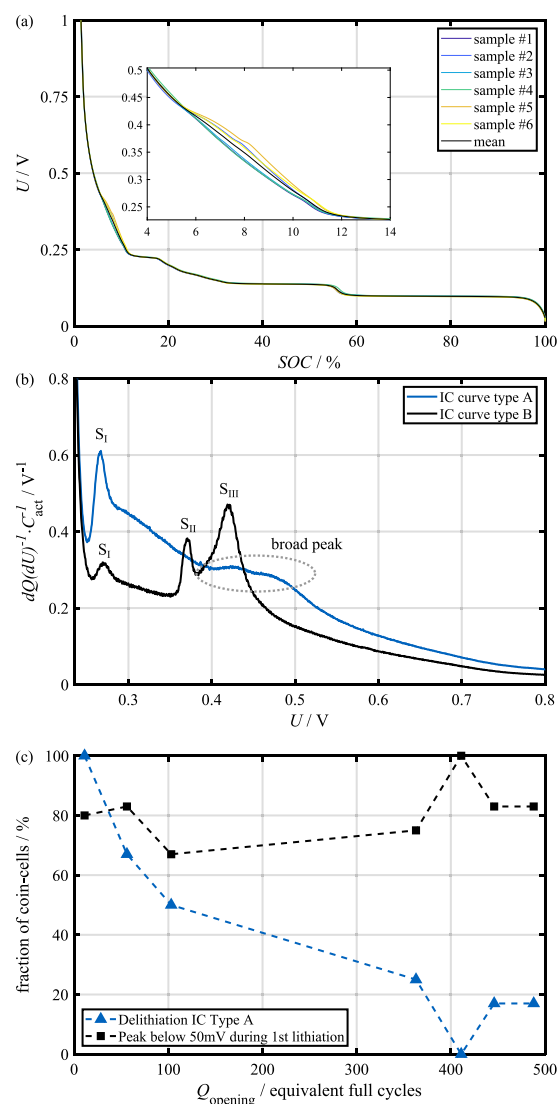 (a)
1
0.75
0.5
0.25
0
U / V
0.5
0.45
0.4
0.35
0.3
0.25
4 6 8 10 12 14
sample #1
sample #2
sample #3
sample #4
sample #5
sample #6
mean
0 20 40 60 80 100
SOC / %
(b)
0.8
0.6
0.4
0.2
0
dQ(dU)⁻¹·C⁻¹act / V⁻¹
IC curve type A
IC curve type B
S_I
S_III
S_II
broad peak
S_I
0.3 0.4 0.5 0.6 0.7 0.8
U / V
(c)
100
80
60
40
20
0
fraction of coin-cells / %
Delithiation IC Type A
Peak below 50mV during 1st lithiation
0 100 200 300 400 500
Q_opening / equivalent full cycles